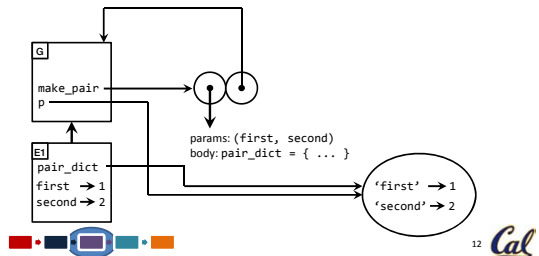 G
make_pair
p
params: (first, second)
body: pair_dict = { ... }
E1
pair_dict
first → 1
second → 2
‘first’ → 1
‘second’ → 2
12
Cal